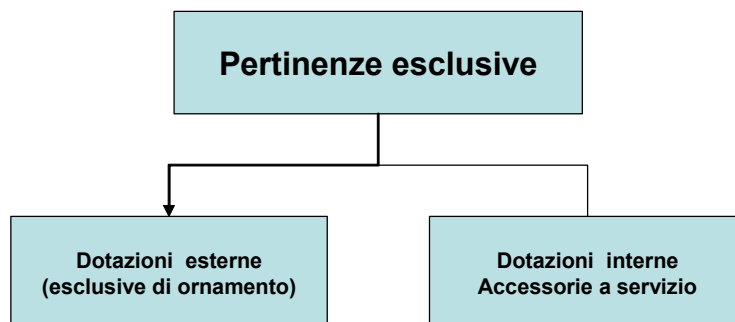 Pertinenze esclusive
Dotazioni esterne
(esclusive di ornamento)
Dotazioni interne
Accessorie a servizio